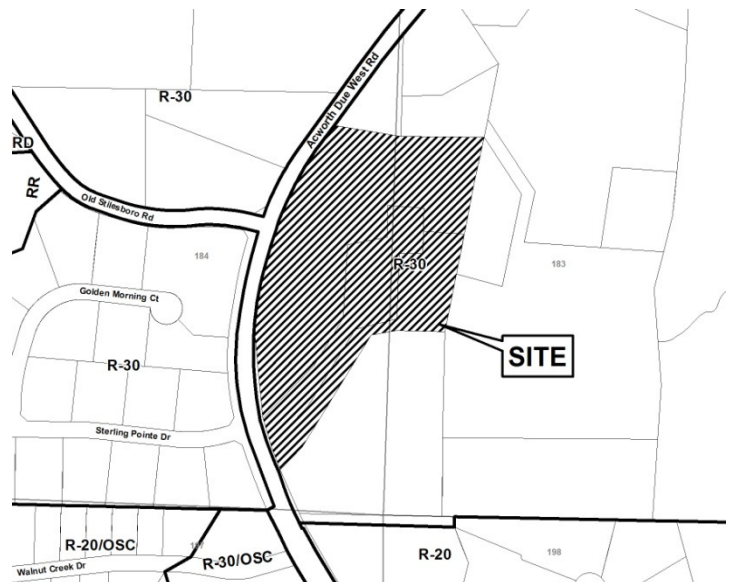 R-30
Acworth Due West Rd
RD
RR
Old Stilesboro Rd
184
R-30
183
Golden Morning Ct
SITE
R-30
Sterling Pointe Dr
R-20/OSC
R-30/OSC
R-20
198
Walnut Creek Dr